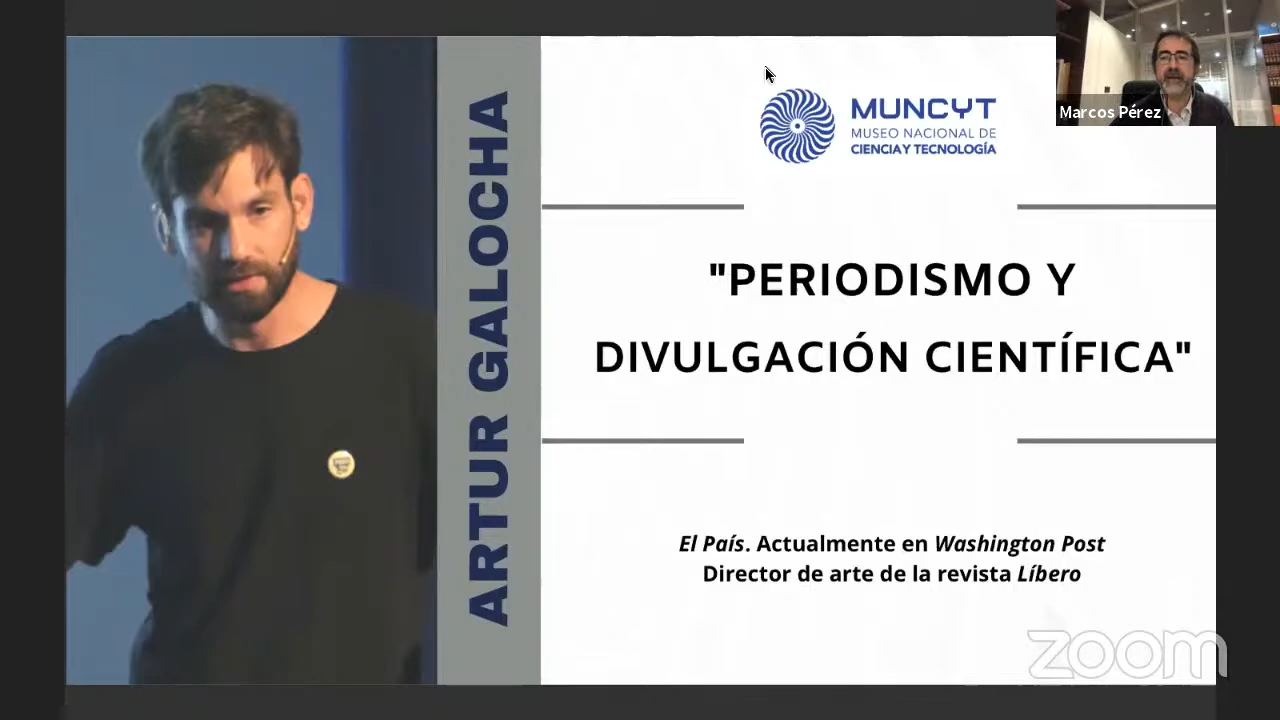 ARTUR GALOCHA
MUNCYT
MUSEO NACIONAL DE
CIENCIA Y TECNOLOGÍA
Marcos Pérez
"PERIODISMO Y
DIVULGACIÓN CIENTÍFICA"
El País. Actualmente en Washington Post
Director de arte de la revista Líbero
zoom